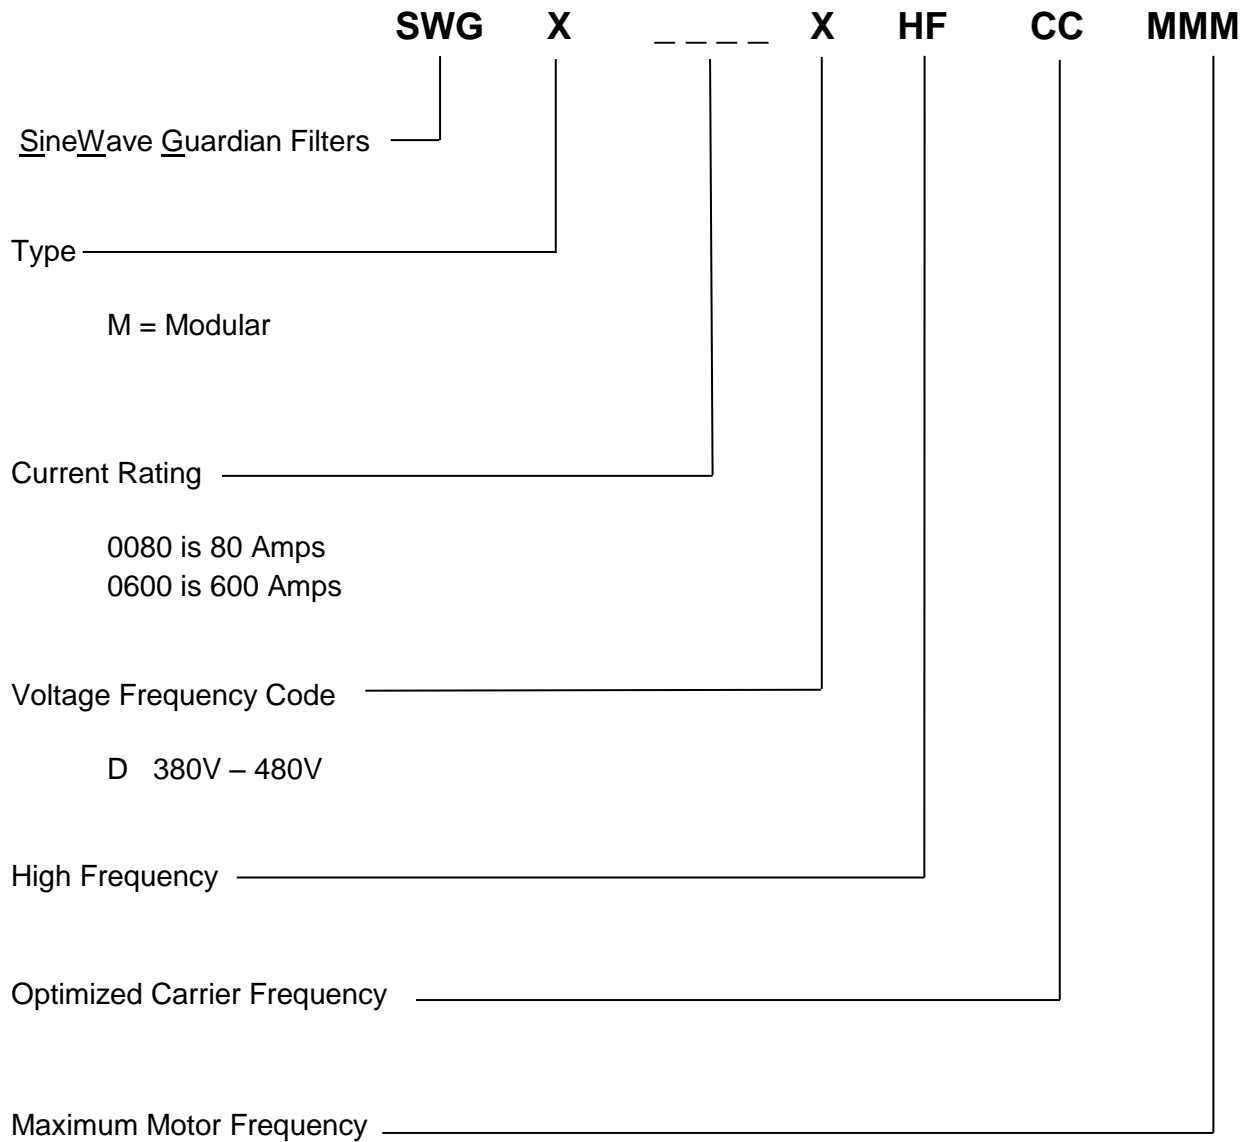 SWG X _ _ _ _ X HF CC MMM
SineWave Guardian Filters
Type
M = Modular
Current Rating
0080 is 80 Amps
0600 is 600 Amps
Voltage Frequency Code
D 380V – 480V
High Frequency
Optimized Carrier Frequency
Maximum Motor Frequency